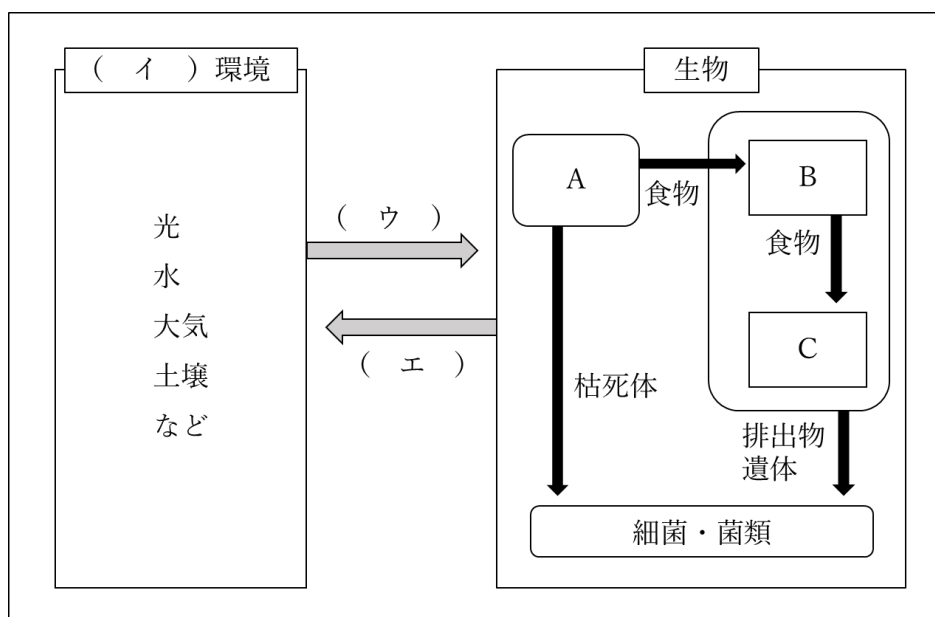 ( イ ) 環境
光
水
大気
土壌
など
( ウ )
( エ )
生物
A
食物
B
食物
C
枯死体
排出物
遺体
細菌・菌類